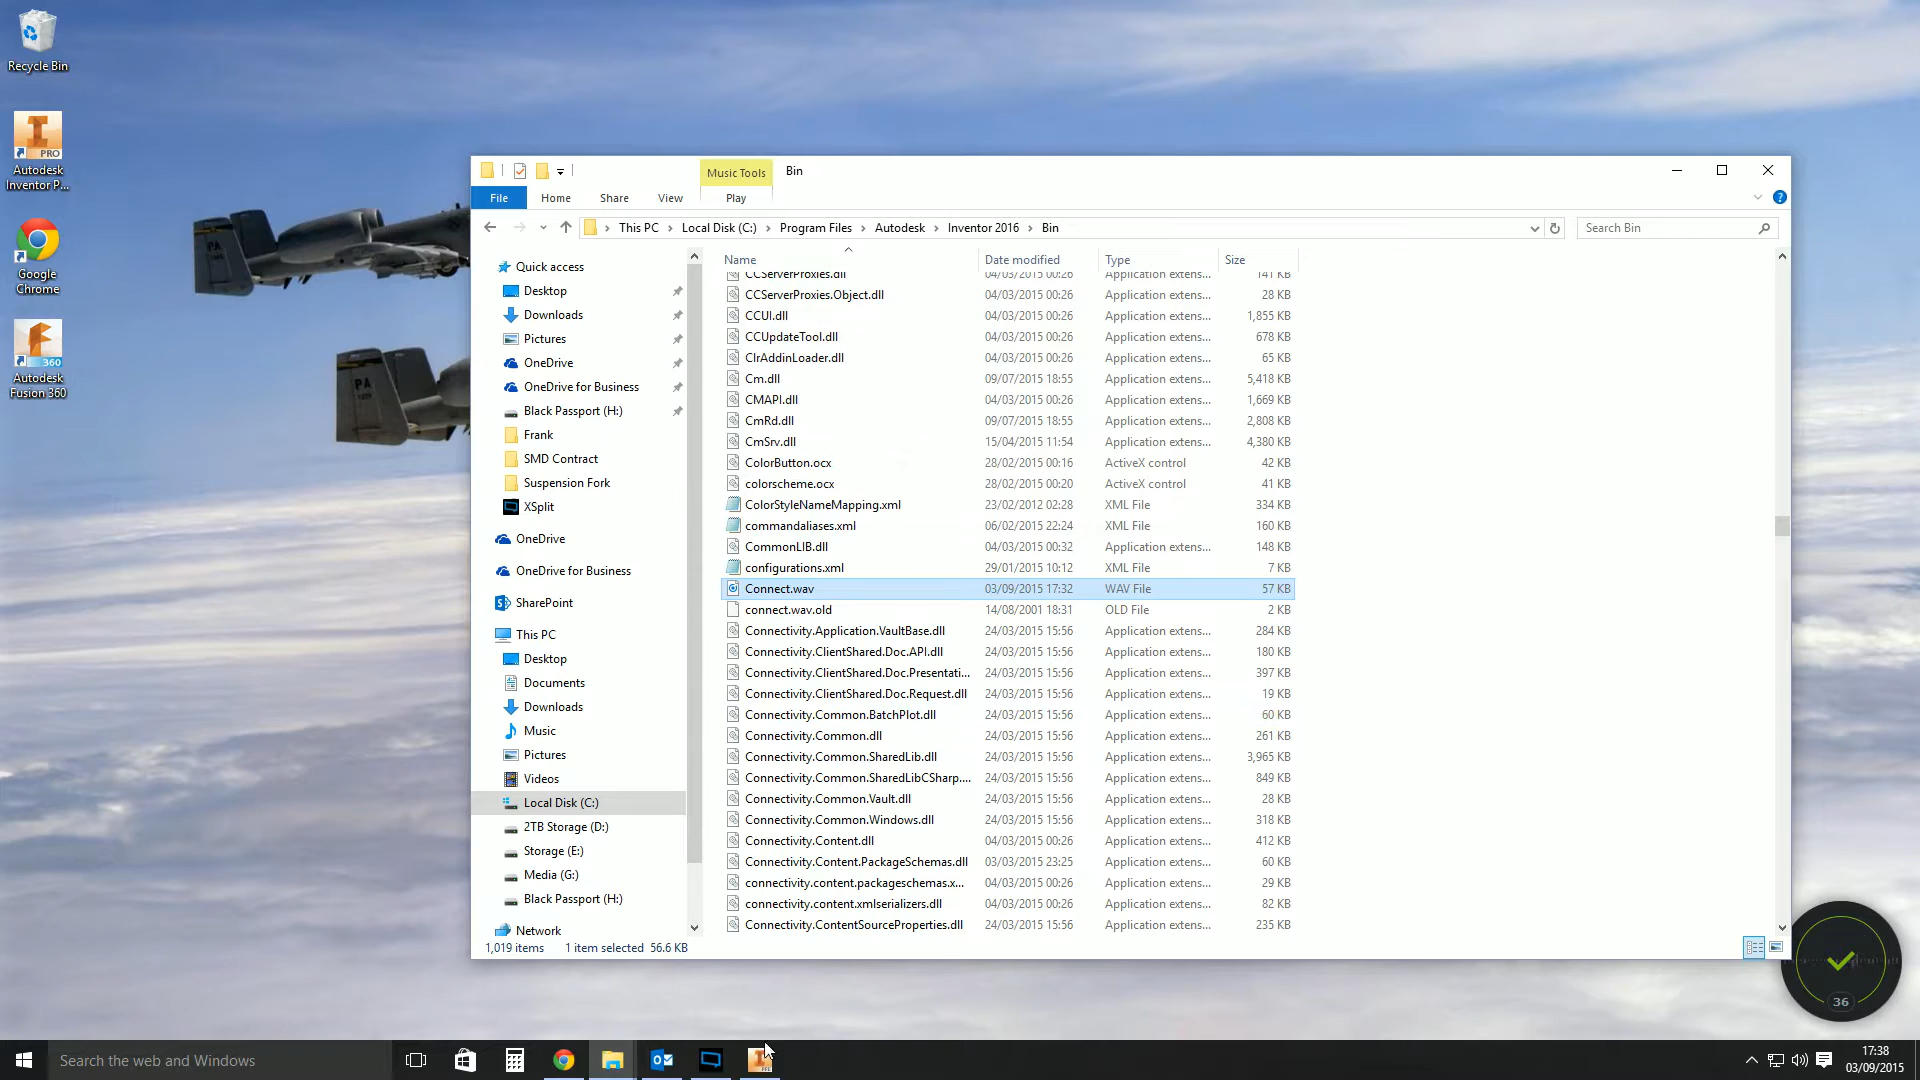 Recycle Bin
PRO
Autodesk
Inventor P...
Google
Chrome
360
Autodesk
Fusion 360
Music Tools
Bin
File
Home
Share
View
Play
This PC
Local Disk (C:)
Program Files
Autodesk
Inventor 2016
Bin
Search Bin
Quick access
Desktop
Downloads
Pictures
OneDrive
OneDrive for Business
Black Passport (H:)
Frank
SMD Contract
Suspension Fork
XSplit
OneDrive
OneDrive for Business
SharePoint
This PC
Desktop
Documents
Downloads
Music
Pictures
Videos
Local Disk (C:)
2TB Storage (D:)
Storage (E:)
Media (G:)
Black Passport (H:)
Network
Name Date modified Type Size
CCServerProxies.dll 04/03/2015 00:26 Application extens... 141 KB
CCServerProxies.Object.dll 04/03/2015 00:26 Application extens... 28 KB
CCUI.dll 04/03/2015 00:26 Application extens... 1,855 KB
CCUpdateTool.dll 04/03/2015 00:26 Application extens... 678 KB
ClrAddinLoader.dll 04/03/2015 00:26 Application extens... 65 KB
Cm.dll 09/07/2015 18:55 Application extens... 5,418 KB
CMAPI.dll 04/03/2015 00:26 Application extens... 1,669 KB
CmRd.dll 09/07/2015 18:55 Application extens... 2,808 KB
CmSrv.dll 15/04/2015 11:54 Application extens... 4,380 KB
ColorButton.ocx 28/02/2015 00:16 ActiveX control 42 KB
colorscheme.ocx 28/02/2015 00:20 ActiveX control 41 KB
ColorStyleNameMapping.xml 23/02/2012 02:28 XML File 334 KB
commandaliases.xml 06/02/2015 22:24 XML File 160 KB
CommonLIB.dll 04/03/2015 00:32 Application extens... 148 KB
configurations.xml 29/01/2015 10:12 XML File 7 KB
Connect.wav 03/09/2015 17:32 WAV File 57 KB
connect.wav.old 14/08/2001 18:31 OLD File 2 KB
Connectivity.Application.VaultBase.dll 24/03/2015 15:56 Application extens... 284 KB
Connectivity.ClientShared.Doc.API.dll 24/03/2015 15:56 Application extens... 180 KB
Connectivity.ClientShared.Doc.Presentati... 24/03/2015 15:56 Application extens... 397 KB
Connectivity.ClientShared.Doc.Request.dll 24/03/2015 15:56 Application extens... 19 KB
Connectivity.Common.BatchPlot.dll 24/03/2015 15:56 Application extens... 60 KB
Connectivity.Common.dll 24/03/2015 15:56 Application extens... 261 KB
Connectivity.Common.SharedLib.dll 24/03/2015 15:56 Application extens... 3,965 KB
Connectivity.Common.SharedLibCSharp.... 24/03/2015 15:56 Application extens... 849 KB
Connectivity.Common.Vault.dll 24/03/2015 15:56 Application extens... 28 KB
Connectivity.Common.Windows.dll 24/03/2015 15:56 Application extens... 318 KB
Connectivity.Content.dll 04/03/2015 00:26 Application extens... 412 KB
Connectivity.Content.PackageSchemas.dll 03/03/2015 23:25 Application extens... 60 KB
connectivity.content.packageschemas.x... 04/03/2015 00:26 Application extens... 29 KB
connectivity.content.xmlserializers.dll 04/03/2015 00:26 Application extens... 82 KB
Connectivity.ContentSourceProperties.dll 24/03/2015 15:56 Application extens... 235 KB
1,019 items 1 item selected 56.6 KB
36
Search the web and Windows
17:38
03/09/2015